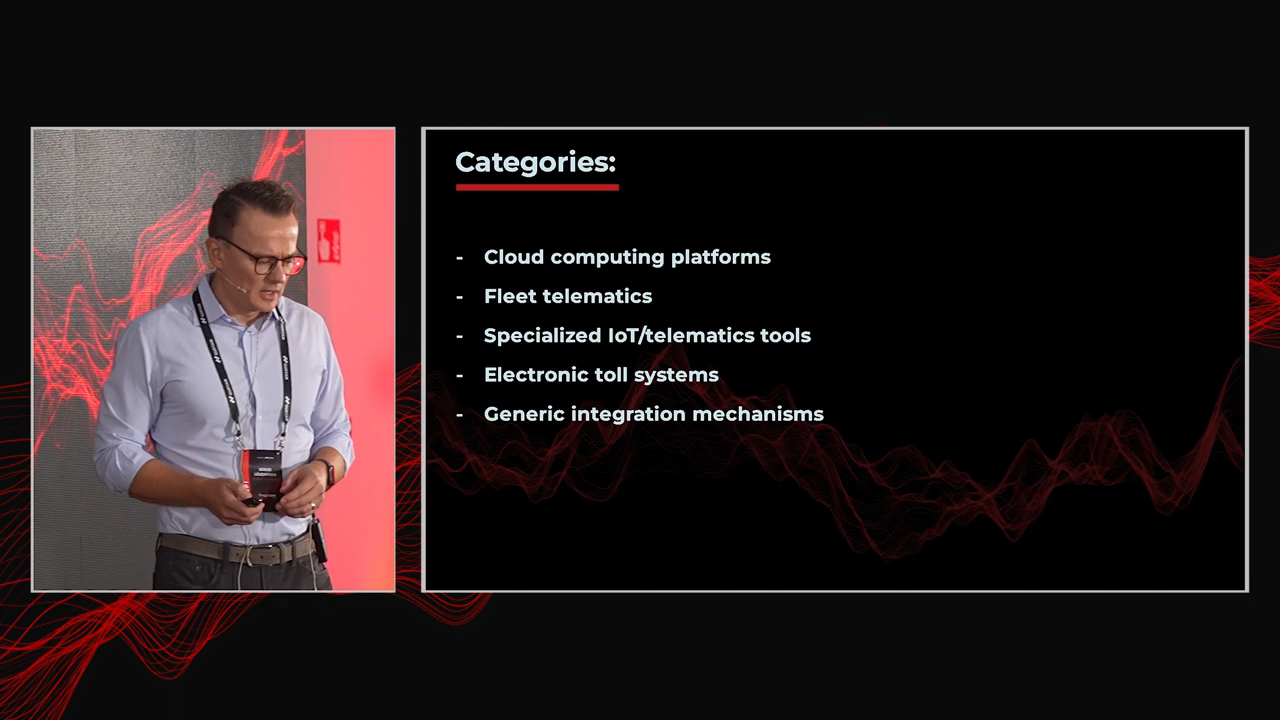 Categories:
- Cloud computing platforms
- Fleet telematics
- Specialized IoT/telematics tools
- Electronic toll systems
- Generic integration mechanisms